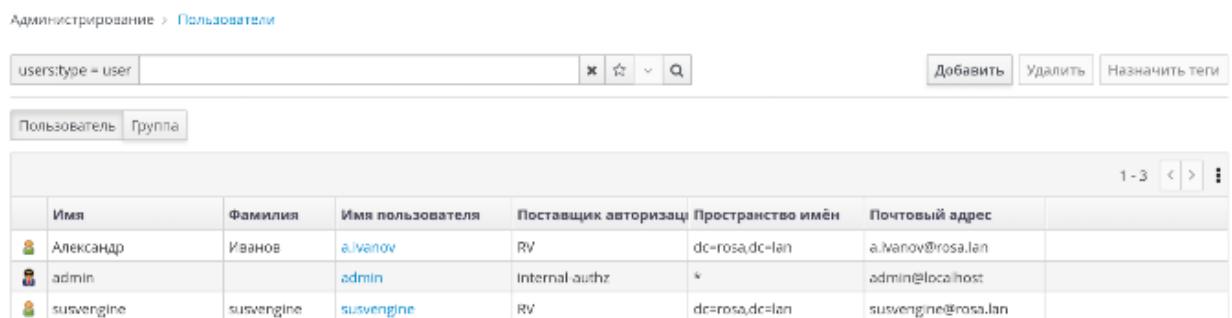 Администрирование > Пользователи
users:type = user
Добавить Удалить Назначить теги
Пользователь Группа
1 - 3
Имя Фамилия Имя пользователя Поставщик авторизаци Пространство имён Почтовый адрес
Александр Иванов a.ivanov RV dc=rosa,dc=lan a.ivanov@rosa.lan
admin admin internal-authz * admin@localhost
susvengine susvengine susvengine RV dc=rosa,dc=lan susvengine@rosa.lan